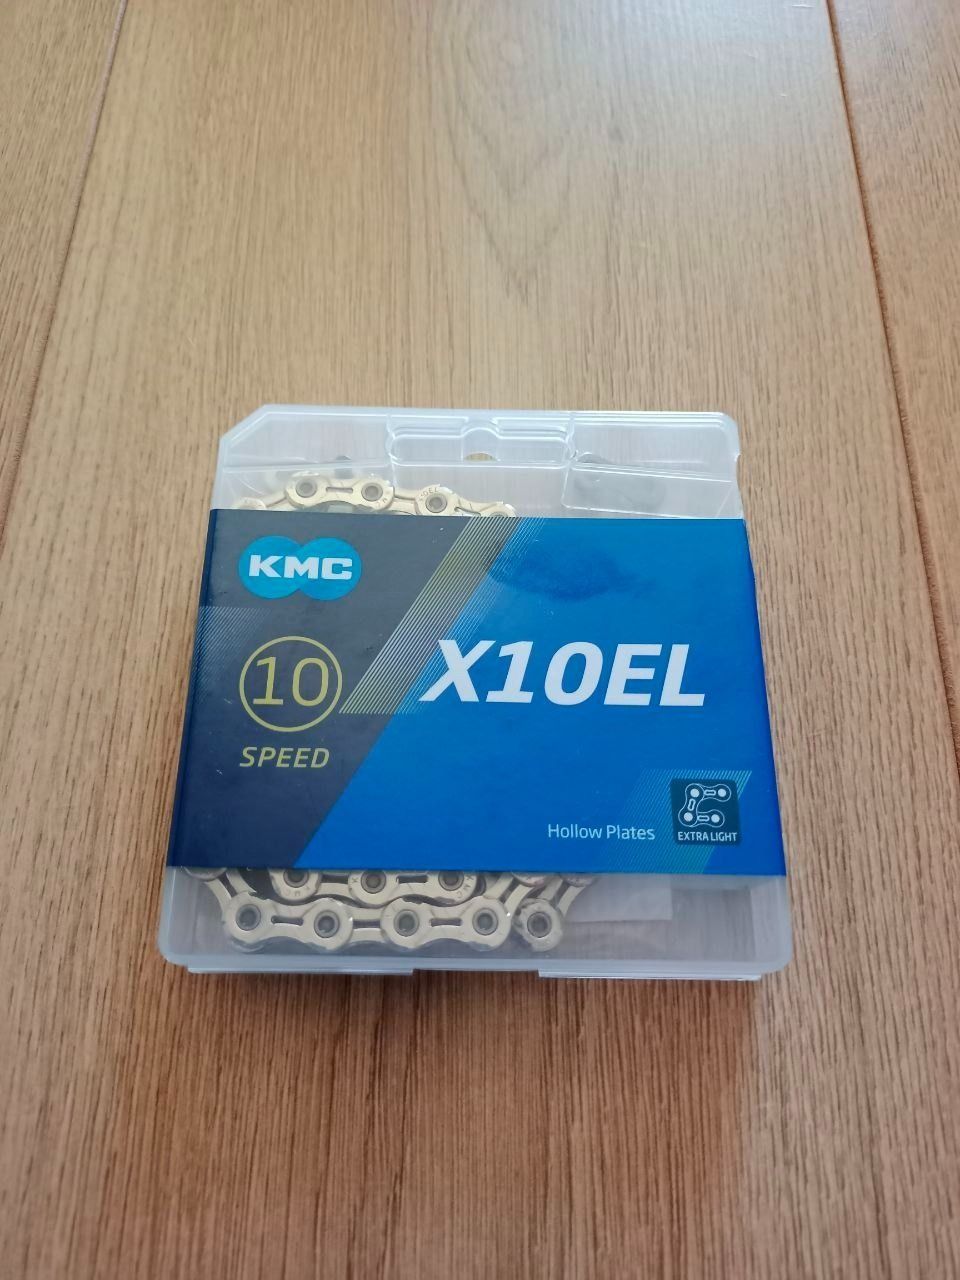 KMC
10
SPEED
X10EL
Hollow Plates
EXTRA LIGHT